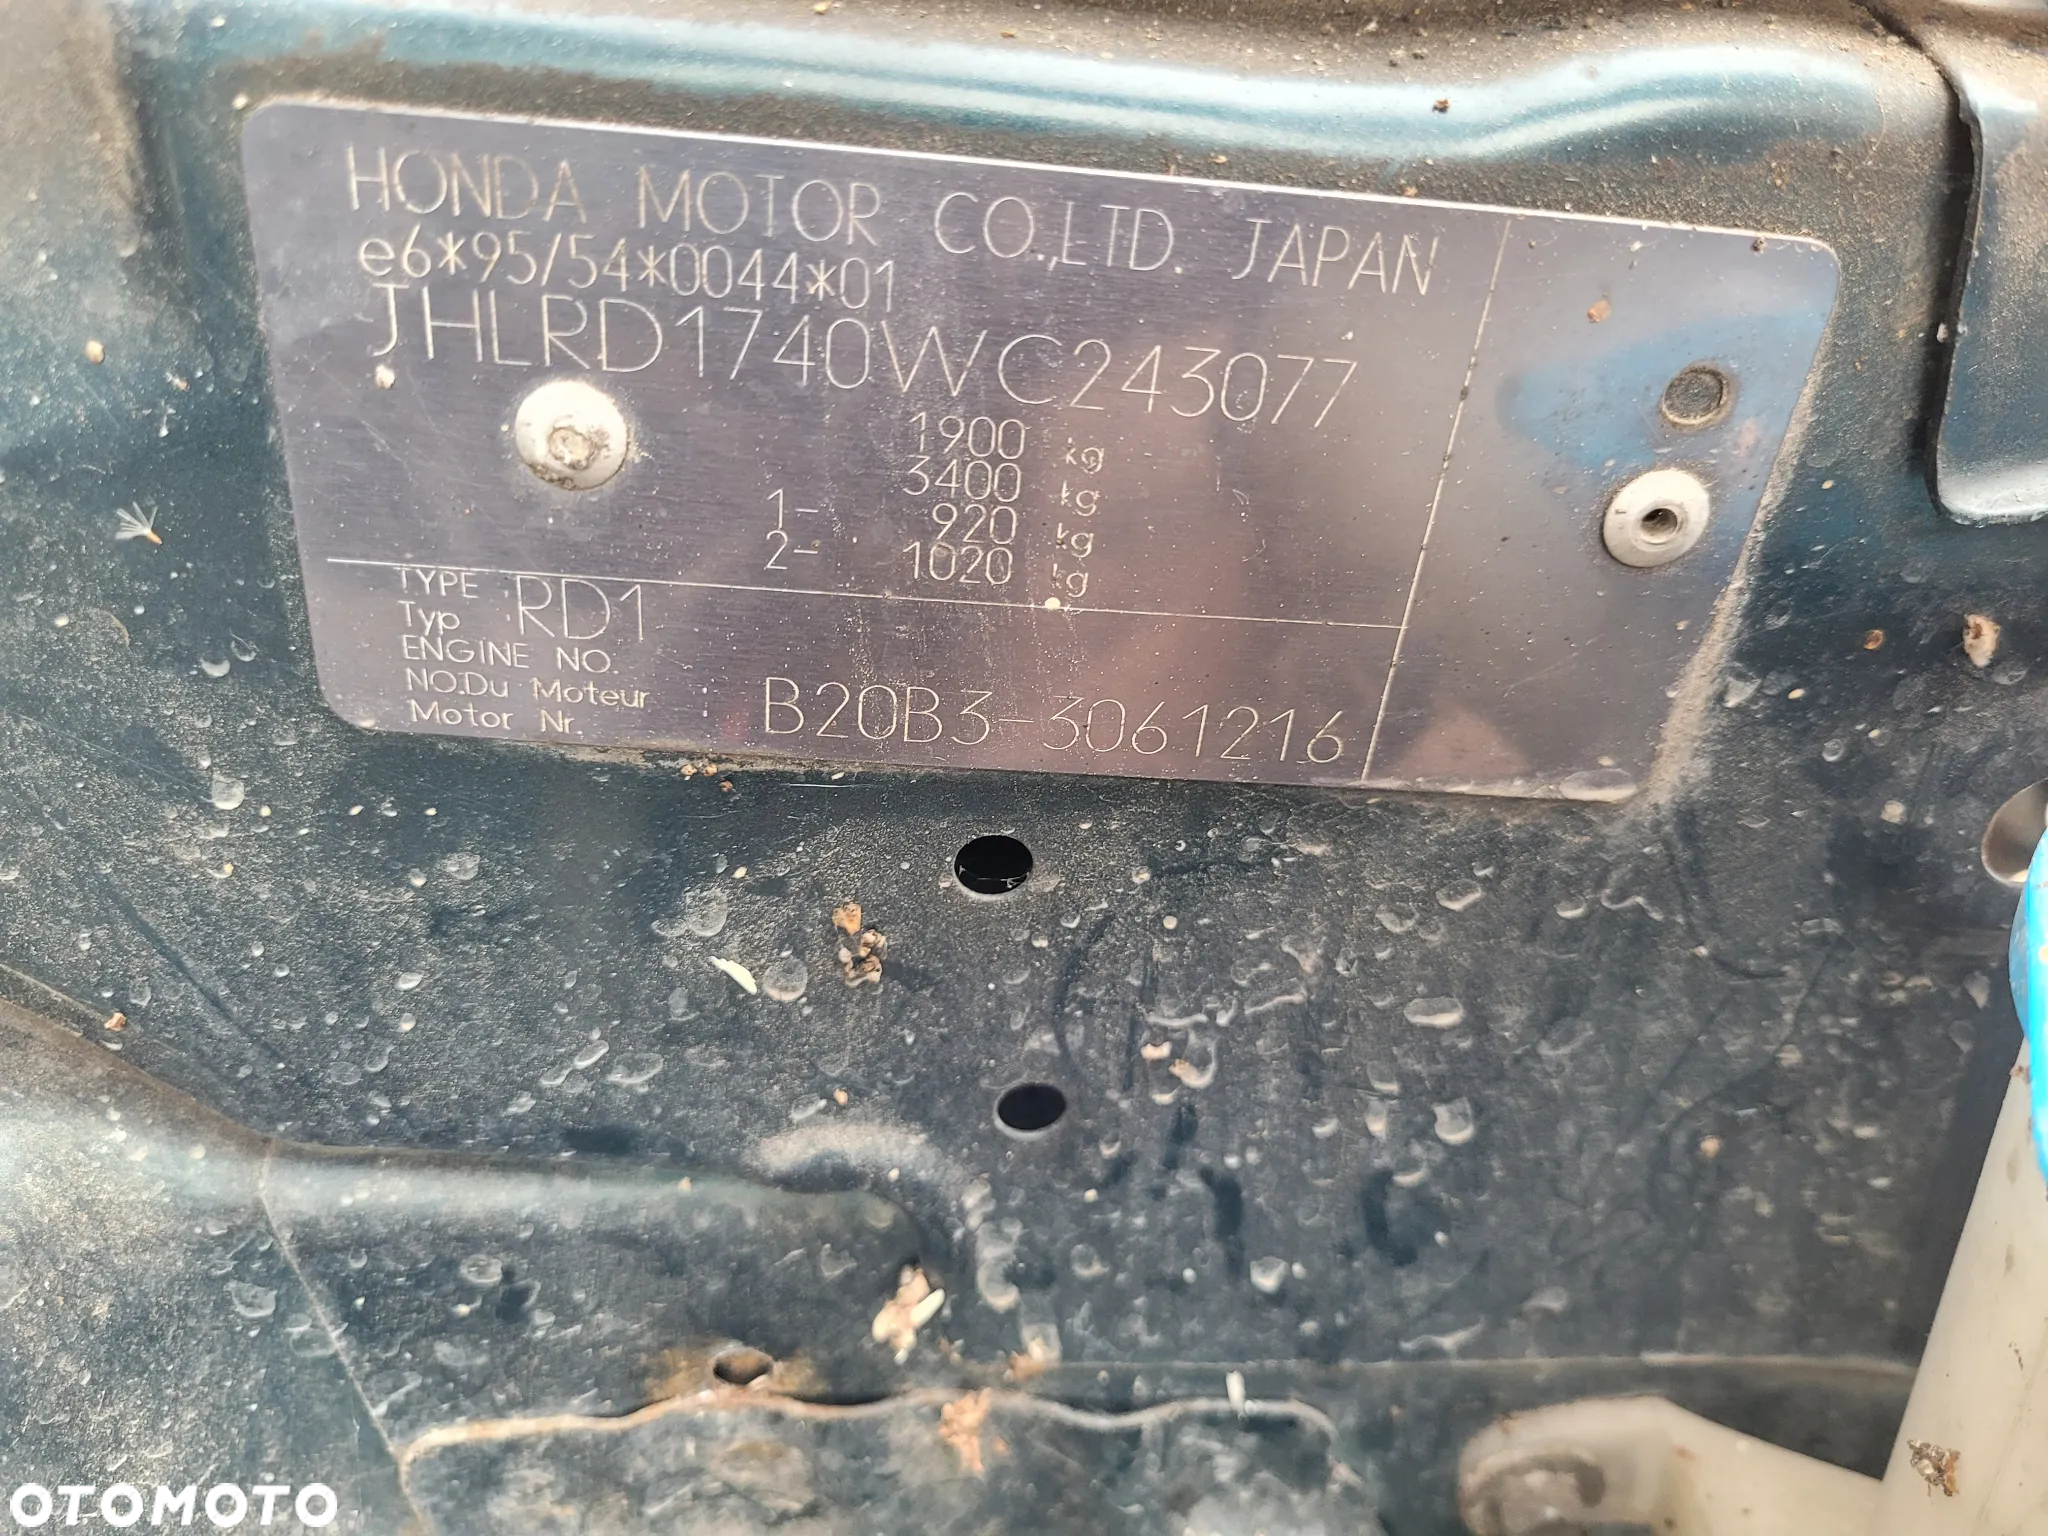 HONDA MOTOR CO.,LTD. JAPAN
e6*95/54*0044*01
JHLRD1740WC243077
1900 kg
3400 kg
1- 920 kg
2- 1020 kg
TYPE RD1
Typ
ENGINE NO.
NO.Du Moteur B20B3-3061216
Motor Nr.
OTOMOTO